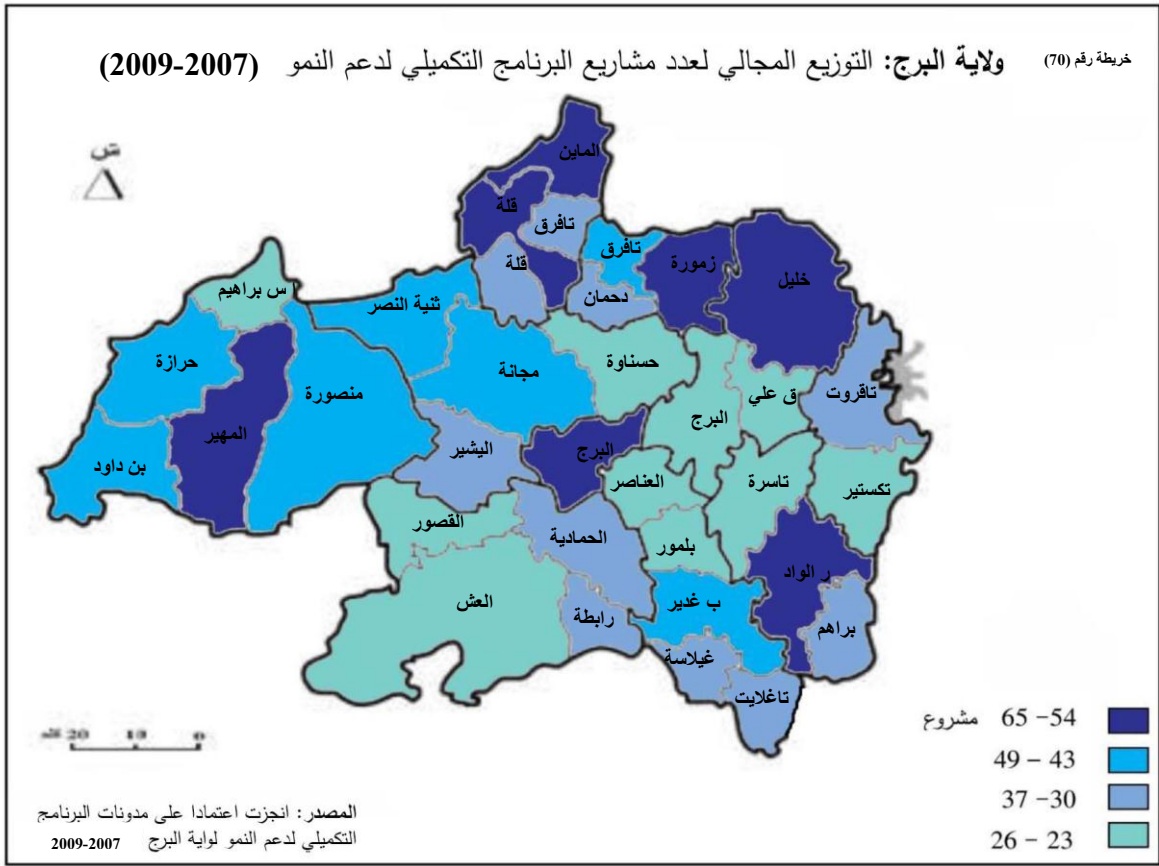 خريطة رقم (70)
ولاية البرج: التوزيع المجالي لعدد مشاريع البرنامج التكميلي لدعم النمو (2007-2009)
ش
الماين
قلة
تافرق
تافرق
زمورة
خليل
قلة
دحمان
س براهيم
ثنية النصر
حرازة
مجانة
حسناوة
ق علي
تاقروت
منصورة
البرج
المهير
اليشير
البرج
بن داود
العناصر
تاسرة
تكستير
القصور
الحمادية
بلمور
ر الواد
العش
رابطة
ب غدير
براهم
غيلاسة
تاغلايت
54 – 65 مشروع
43 – 49
30 – 37
23 – 26
0 10 20 كلم
المصدر: انجزت اعتمادا على مدونات البرنامج
التكميلي لدعم النمو لواية البرج 2007-2009